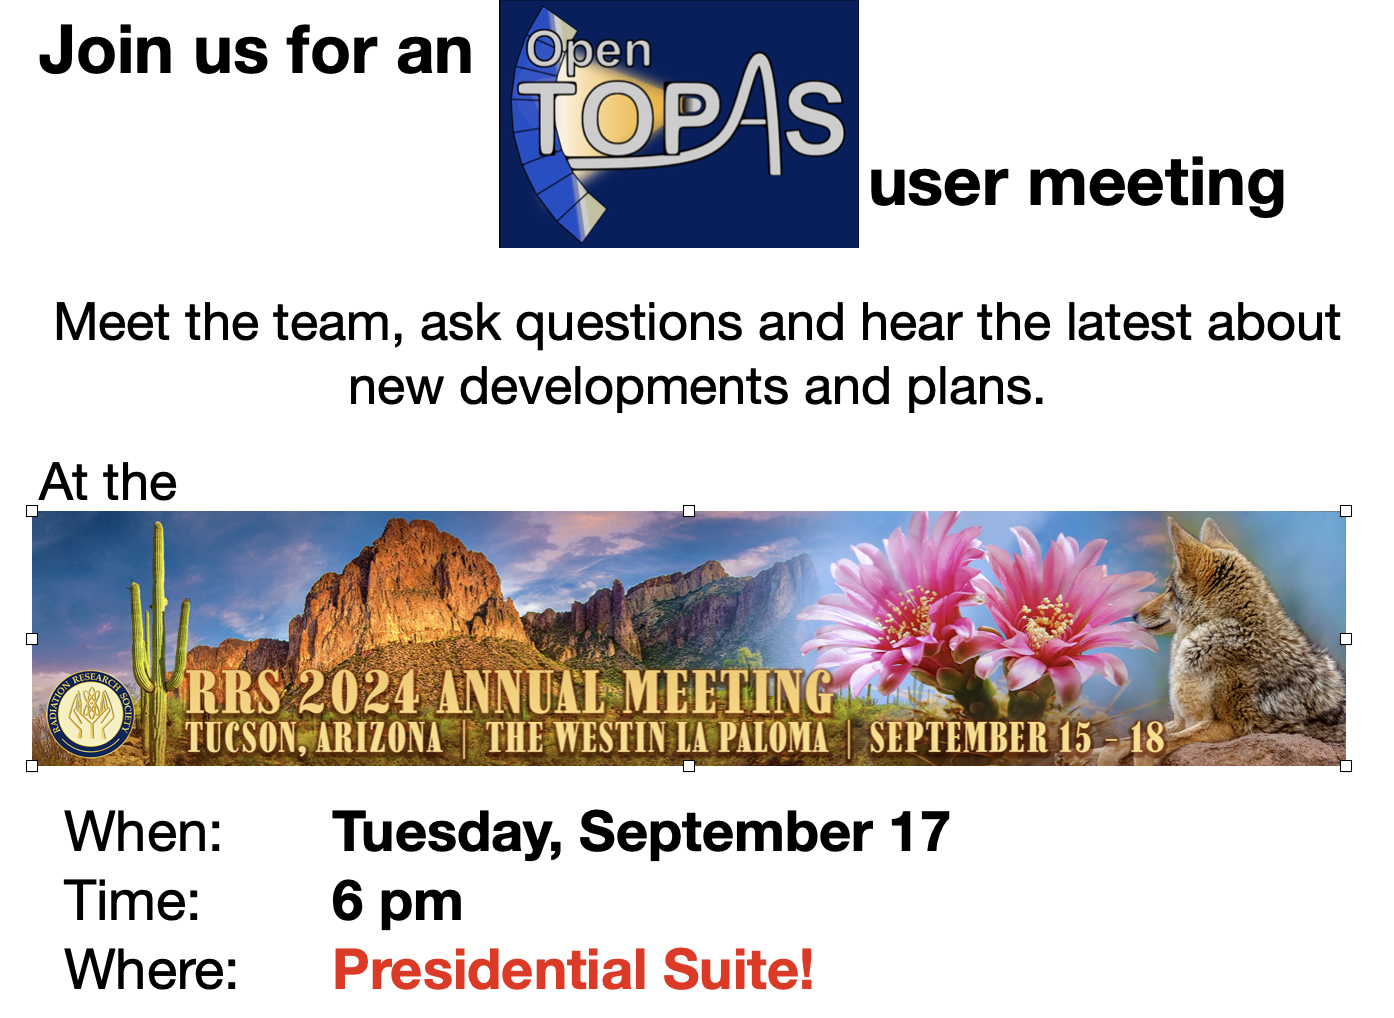 Join us for an
Open
TOPAS
user meeting
Meet the team, ask questions and hear the latest about
new developments and plans.
At the
RADIATION RESEARCH SOCIETY
RRS 2024 ANNUAL MEETING
TUCSON, ARIZONA | THE WESTIN LA PALOMA | SEPTEMBER 15 - 18
When: Tuesday, September 17
Time: 6 pm
Where: Presidential Suite!